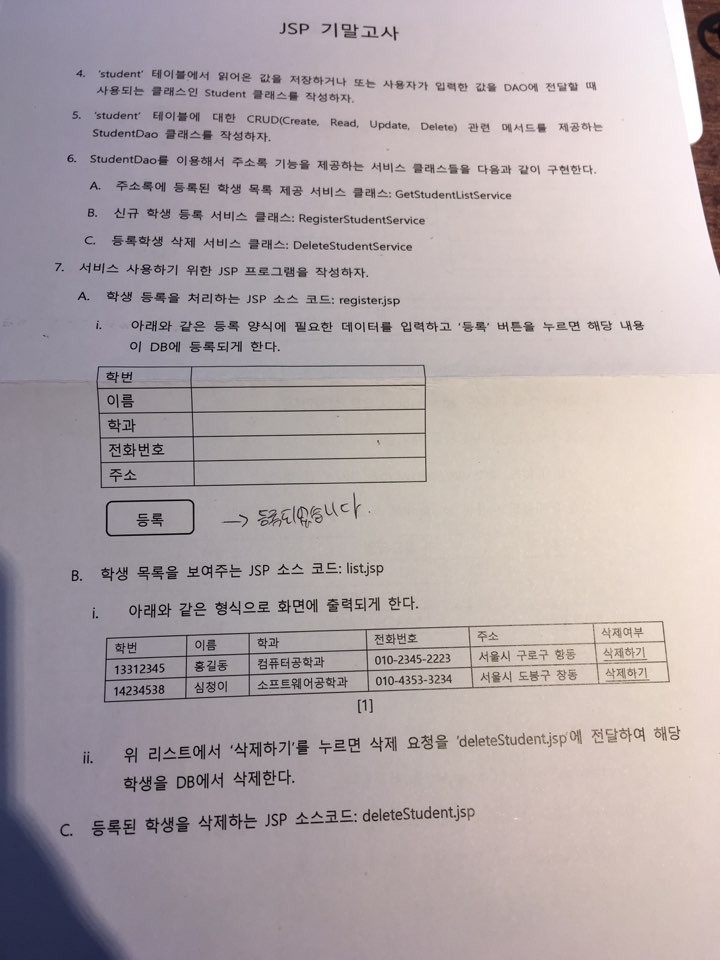 JSP 기말고사
4. 'student' 테이블에서 읽어온 값을 저장하거나 또는 사용자가 입력한 값을 DAO에 전달할 때
사용되는 클래스인 Student 클래스를 작성하자.
5. 'student' 테이블에 대한 CRUD(Create, Read, Update, Delete) 관련 메서드를 제공하는
StudentDao 클래스를 작성하자.
6. StudentDao를 이용해서 주소록 기능을 제공하는 서비스 클래스들을 다음과 같이 구현한다.
A. 주소록에 등록된 학생 목록 제공 서비스 클래스: GetStudentListService
B. 신규 학생 등록 서비스 클래스: RegisterStudentService
C. 등록학생 삭제 서비스 클래스: DeleteStudentService
7. 서비스 사용하기 위한 JSP 프로그램을 작성하자.
A. 학생 등록을 처리하는 JSP 소스 코드: register.jsp
i. 아래와 같은 등록 양식에 필요한 데이터를 입력하고 '등록' 버튼을 누르면 해당 내용
이 DB에 등록되게 한다.
학번
이름
학과
전화번호
주소
등록 → 등록되었습니다.
B. 학생 목록을 보여주는 JSP 소스 코드: list.jsp
i. 아래와 같은 형식으로 화면에 출력되게 한다.
학번 이름 학과 전화번호 주소 삭제여부
13312345 홍길동 컴퓨터공학과 010-2345-2223 서울시 구로구 항동 삭제하기
14234538 심청이 소프트웨어공학과 010-4353-3234 서울시 도봉구 장동 삭제하기
[1]
ii. 위 리스트에서 '삭제하기'를 누르면 삭제 요청을 'deleteStudent.jsp'에 전달하여 해당
학생을 DB에서 삭제한다.
C. 등록된 학생을 삭제하는 JSP 소스코드: deleteStudent.jsp